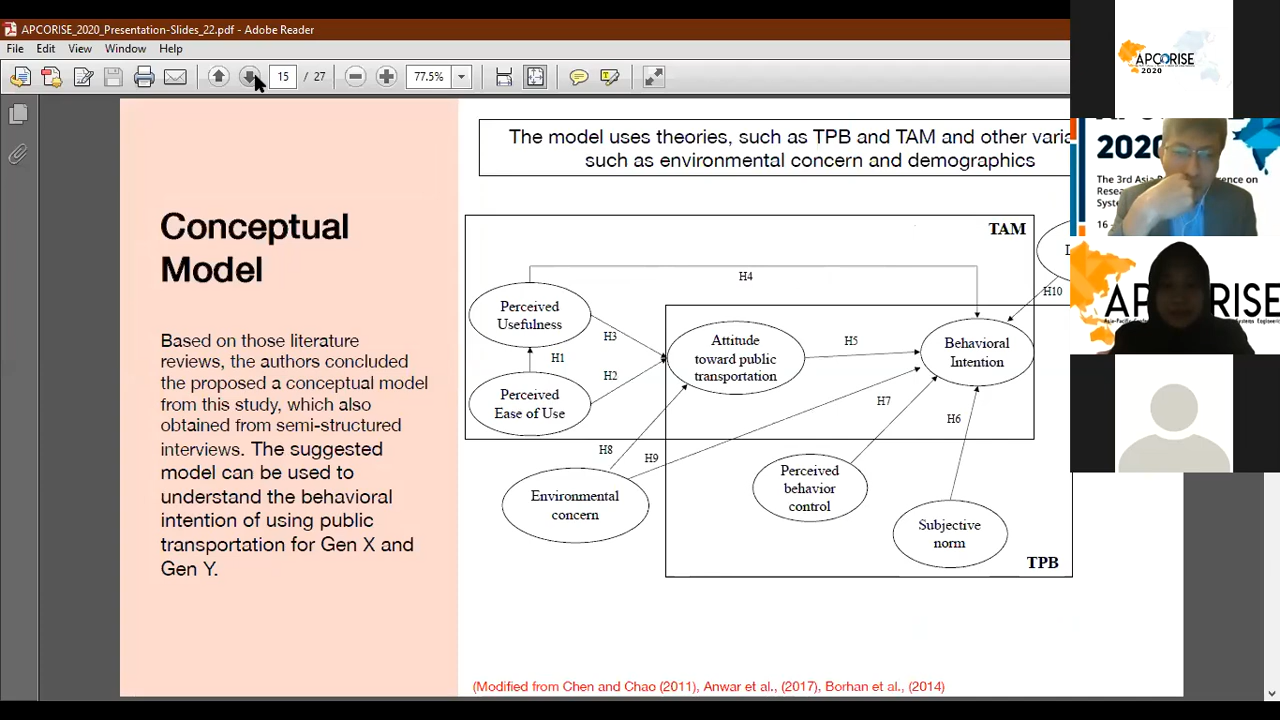 APCORISE_2020_Presentation-Slides_22.pdf - Adobe Reader
File Edit View Window Help
15 / 27 77.5%
The model uses theories, such as TPB and TAM and other
such as environmental concern and demographics
Conceptual
Model
Based on those literature
reviews, the authors concluded
the proposed a conceptual model
from this study, which also
obtained from semi-structured
interviews. The suggested
model can be used to
understand the behavioral
intention of using public
transportation for Gen X and
Gen Y.
TAM
H4
H10
Perceived
Usefulness
H3
H1
H2
Perceived
Ease of Use
Attitude
toward public
transportation
H5
Behavioral
Intention
H7
H6
H8
H9
Environmental
concern
Perceived
behavior
control
Subjective
norm
TPB
(Modified from Chen and Chao (2011), Anwar et al., (2017), Borhan et al., (2014)
APCORISE
2020
2020
The 3rd Asia
on
16
APCORISE